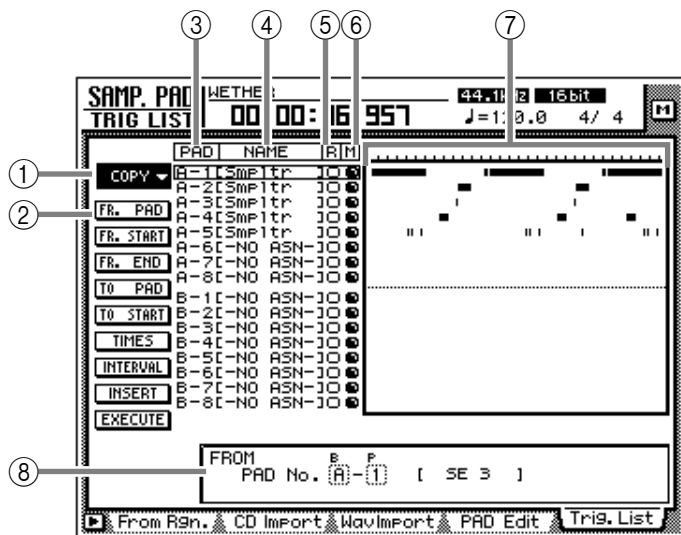 ③ ④ ⑤ ⑥ ⑦
SAMP. PAD WETHER 44.1kHz 16bit M
TRIG LIST 00 00: 16 957 4/ 4
PAD NAME R M
① COPY
② FR. PAD
FR. START
FR. END
TO PAD
TO START
TIMES
INTERVAL
INSERT
EXECUTE
A-1[Smpltr ]
A-2[Smpltr ]
A-3[Smpltr ]
A-4[Smpltr ]
A-5[Smpltr ]
A-6[-NO ASN-]
A-7[-NO ASN-]
A-8[-NO ASN-]
B-1[-NO ASN-]
B-2[-NO ASN-]
B-3[-NO ASN-]
B-4[-NO ASN-]
B-5[-NO ASN-]
B-6[-NO ASN-]
B-7[-NO ASN-]
B-8[-NO ASN-]
⑧ FROM B P
PAD No. A-1 [ SE 3 ]
From Rgn. CD Import WavImport PAD Edit Trig. List